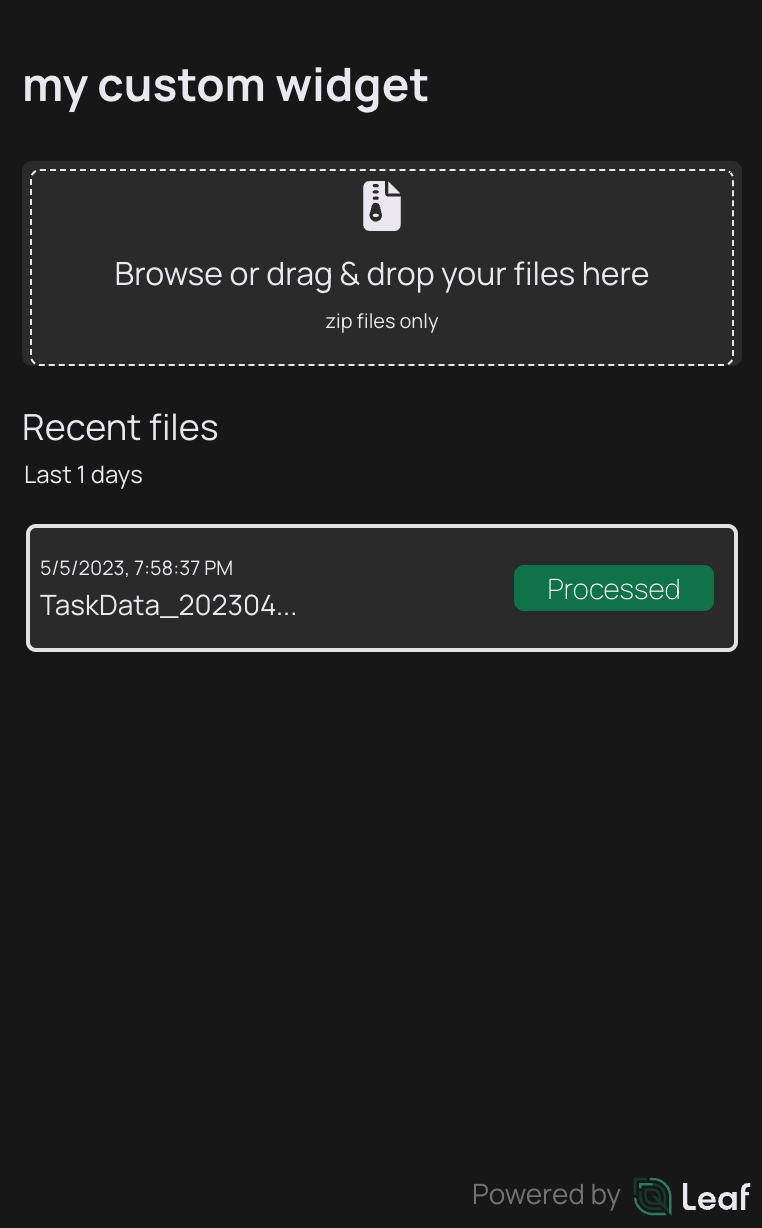 my custom widget
Browse or drag & drop your files here
zip files only
Recent files
Last 1 days
5/5/2023, 7:58:37 PM
TaskData_202304...
Processed
Powered by Leaf